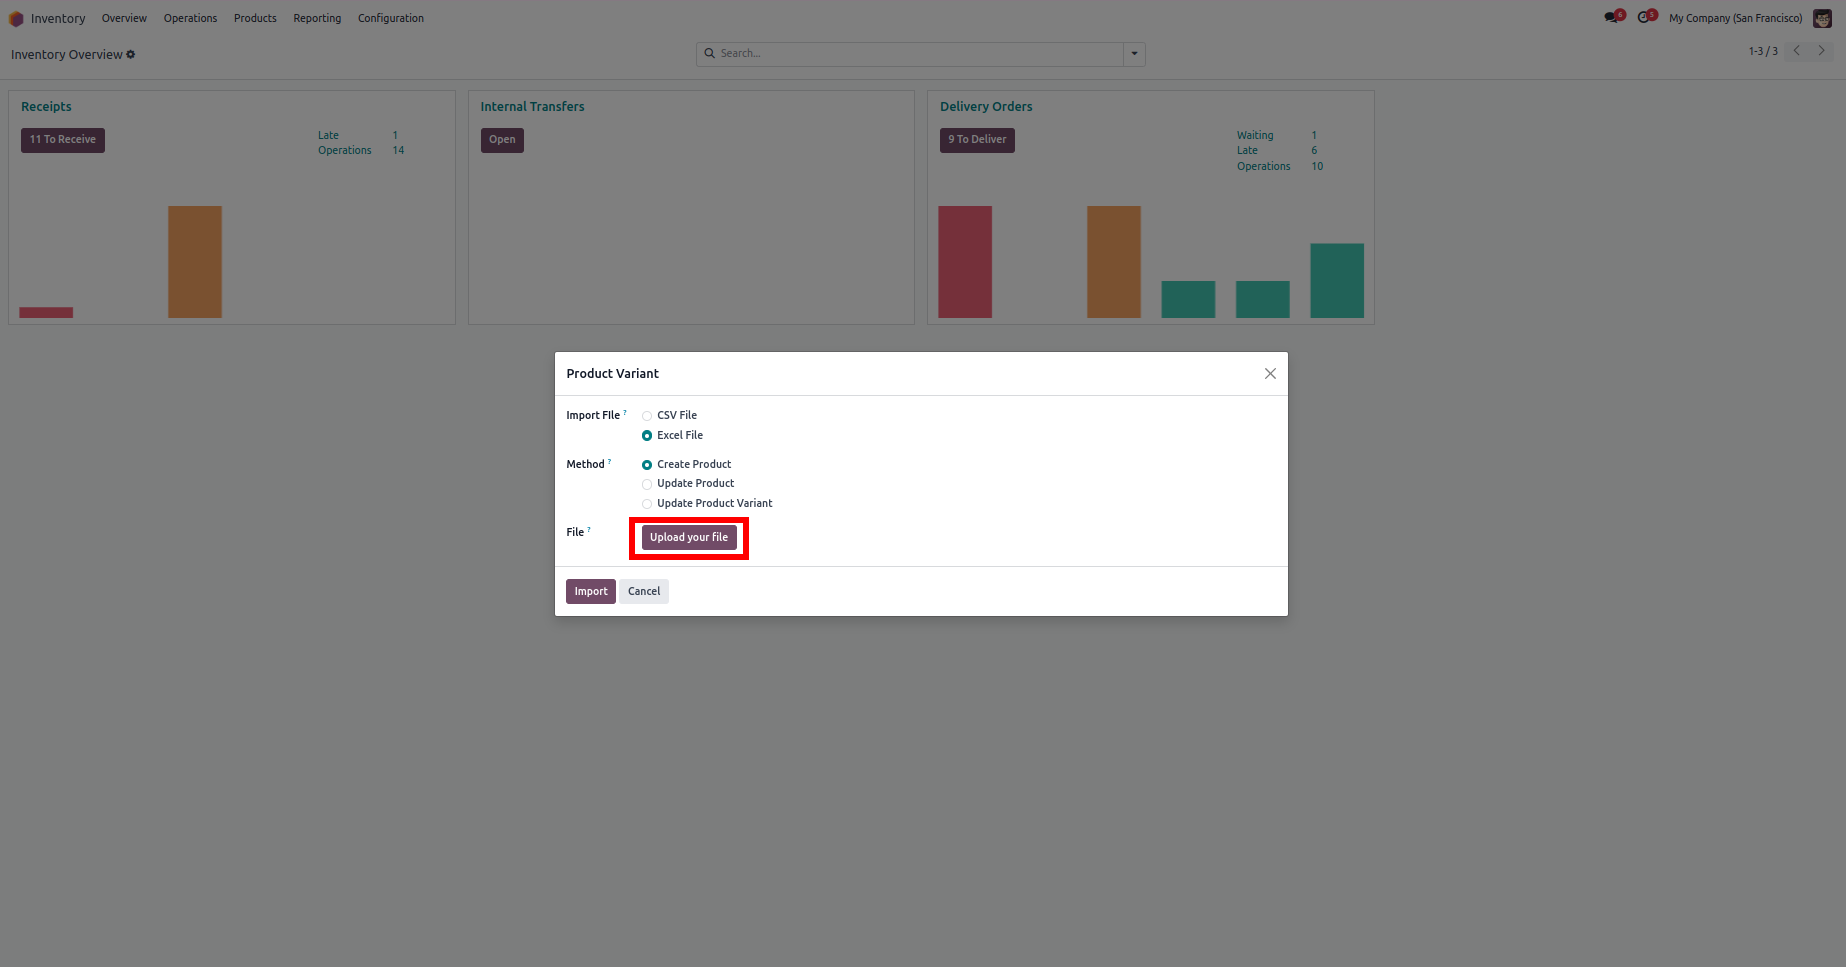 Inventory Overview Operations Products Reporting Configuration 6 5 My Company (San Francisco)
Inventory Overview Search... 1-3 / 3
Receipts
11 To Receive
Late 1
Operations 14
Internal Transfers
Open
Delivery Orders
9 To Deliver
Waiting 1
Late 6
Operations 10
Product Variant
Import FIle ? CSV File
Excel File
Method ? Create Product
Update Product
Update Product Variant
File ? Upload your file
Import Cancel